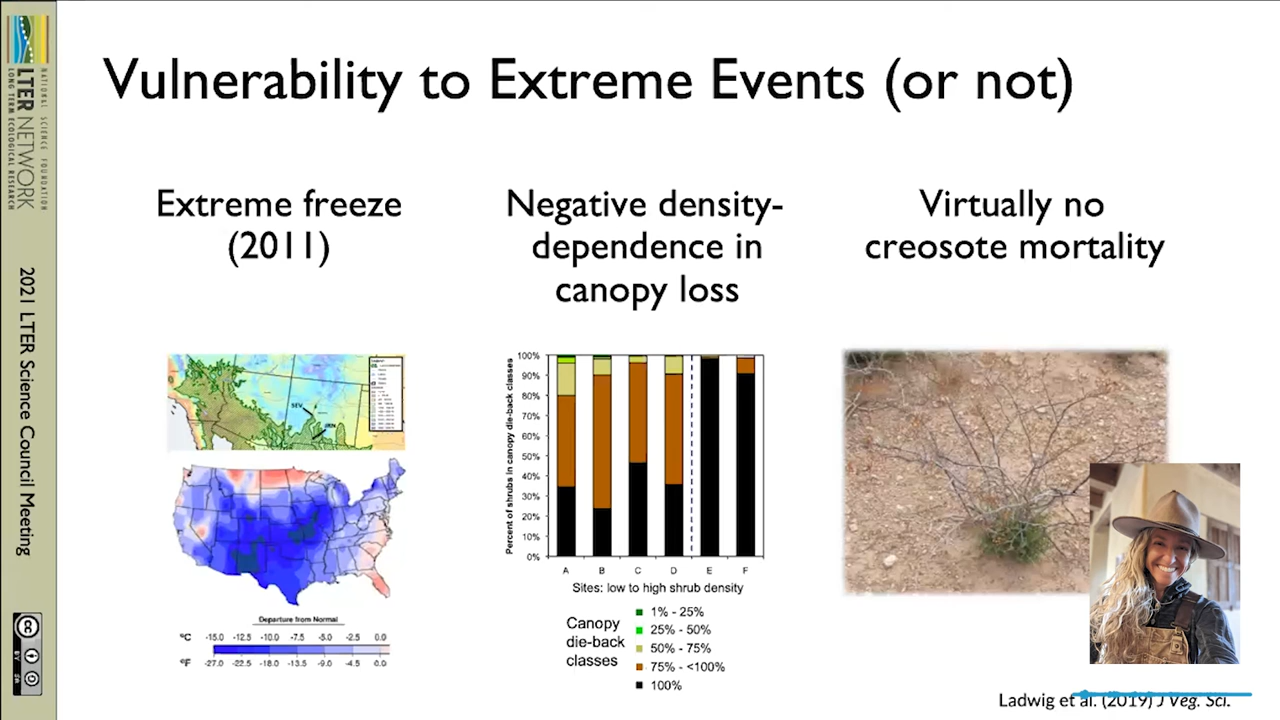 Vulnerability to Extreme Events (or not)
NATIONAL SCIENCE FOUNDATION
LTER NETWORK
LONG TERM ECOLOGICAL RESEARCH
2021 LTER Science Council Meeting
cc
BY
SA
Extreme freeze
(2011)
SEV
JRN
Departure from Normal
°C -15.0 -12.5 -10.0 -7.5 -5.0 -2.5 0.0
°F -27.0 -22.5 -18.0 -13.5 -9.0 -4.5 0.0
Negative density-
dependence in
canopy loss
Percent of shrubs in canopy die-back classes
100%
90%
80%
70%
60%
50%
40%
30%
20%
10%
0%
A B C D E F
Sites: low to high shrub density
Canopy
die-back
classes
1% - 25%
25% - 50%
50% - 75%
75% - <100%
100%
Virtually no
creosote mortality
Ladwig et al. (2019) J Veg. Sci.